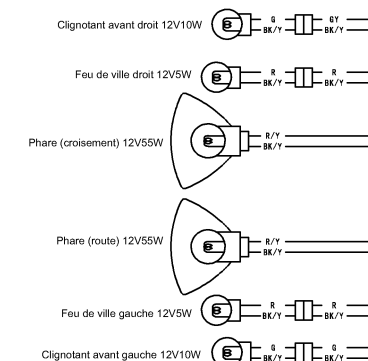 Clignotant avant droit 12V10W
G GY
BK/Y BK/Y
Feu de ville droit 12V5W
R R
BK/Y BK/Y
Phare (croisement) 12V55W
R/Y
BK/Y
Phare (route) 12V55W
R/Y
BK/Y
Feu de ville gauche 12V5W
R R
BK/Y BK/Y
Clignotant avant gauche 12V10W
G G
BK/Y BK/Y